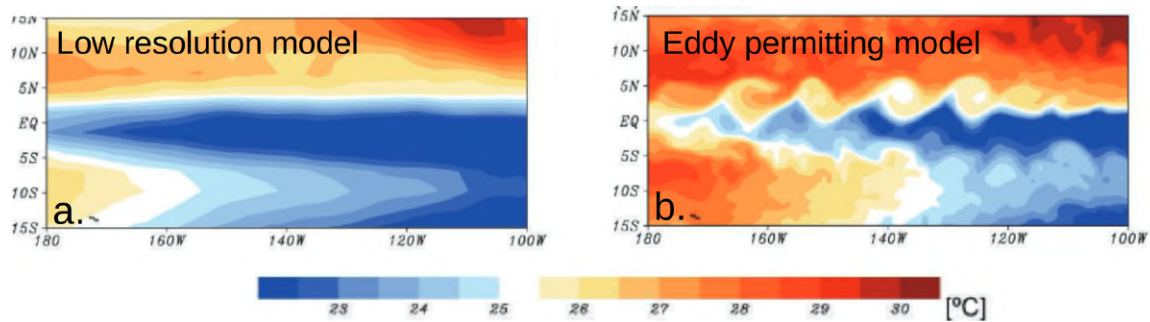 15N
Low resolution model
10N
5N
EQ
5S
10S
a.
15S
180 160W 140W 120W 100W
15N
Eddy permitting model
10N
5N
EQ
5S
10S
b.
15S
180 160W 140W 120W 100W
23 24 25 26 27 28 29 30 [ºC]